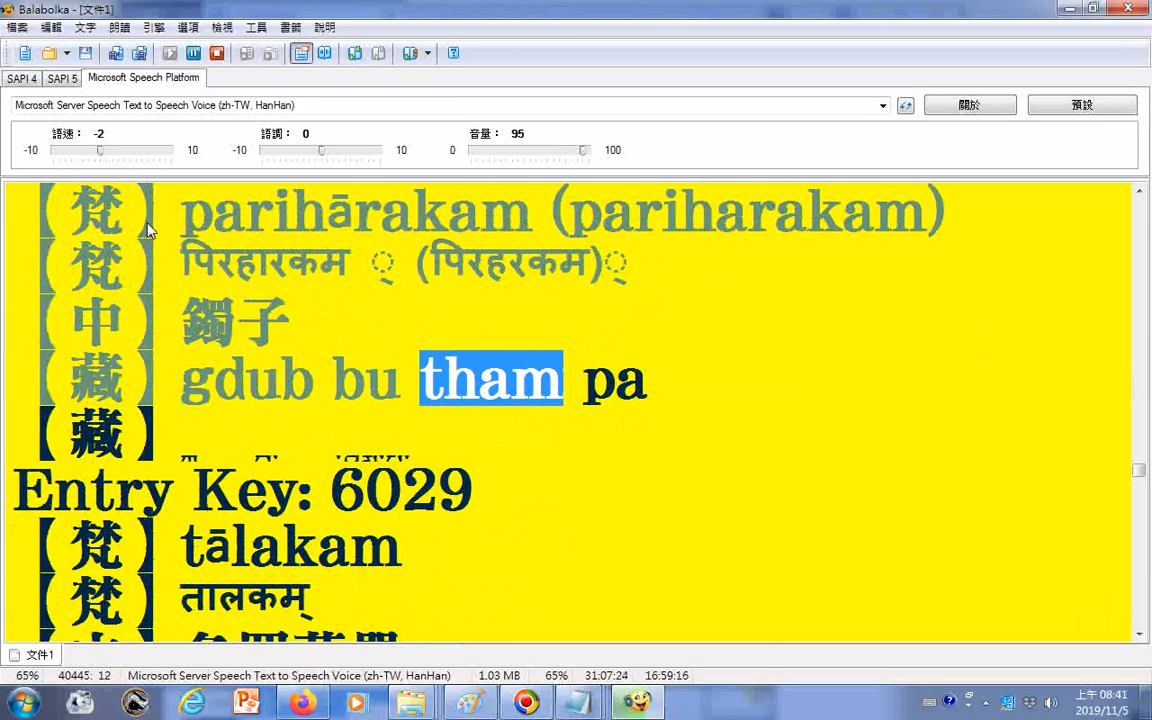 Balabolka - [文件1]
檔案 編輯 文字 朗讀 引擎 選項 檢視 工具 書籤 說明
SAPI 4 SAPI 5 Microsoft Speech Platform
Microsoft Server Speech Text to Speech Voice (zh-TW, HanHan) 關於 預設
語速： -2 語調： 0 音量： 95
-10 10 -10 10 0 100
【梵】 parihārakam (pariharakam)
【梵】 पिरहारकम ् (पिरहरकम)्
【中】 鐲子
【藏】 gdub bu tham pa
【藏】
Entry Key: 6029
【梵】 tālakam
【梵】 तालकम्
文件1
65% 40445: 12 Microsoft Server Speech Text to Speech Voice (zh-TW, HanHan) 1.03 MB 65% 31:07:24 16:59:16
上午 08:41
2019/11/5